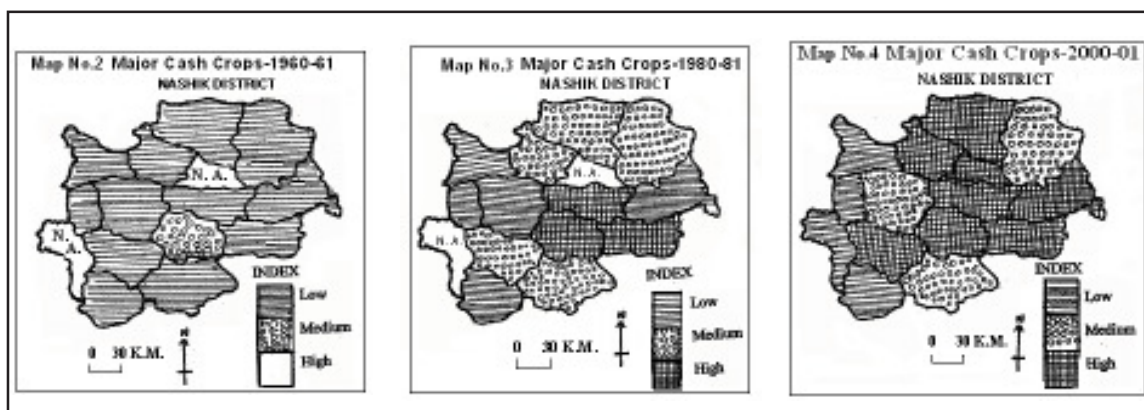 Map No.2 Major Cash Crops-1960-61
NASHIK DISTRICT
N. A.
N.
A.
INDEX
Low
Medium
High
N
0 30 K.M.
Map No.3 Major Cash Crops-1980-81
NASHIK DISTRICT
N.A.
N.A
INDEX
Low
Medium
High
N
0 30 K.M.
Map No.4 Major Cash Crops-2000-01
NASHIK DISTRICT
INDEX
Low
Medium
High
N
0 30 K.M.